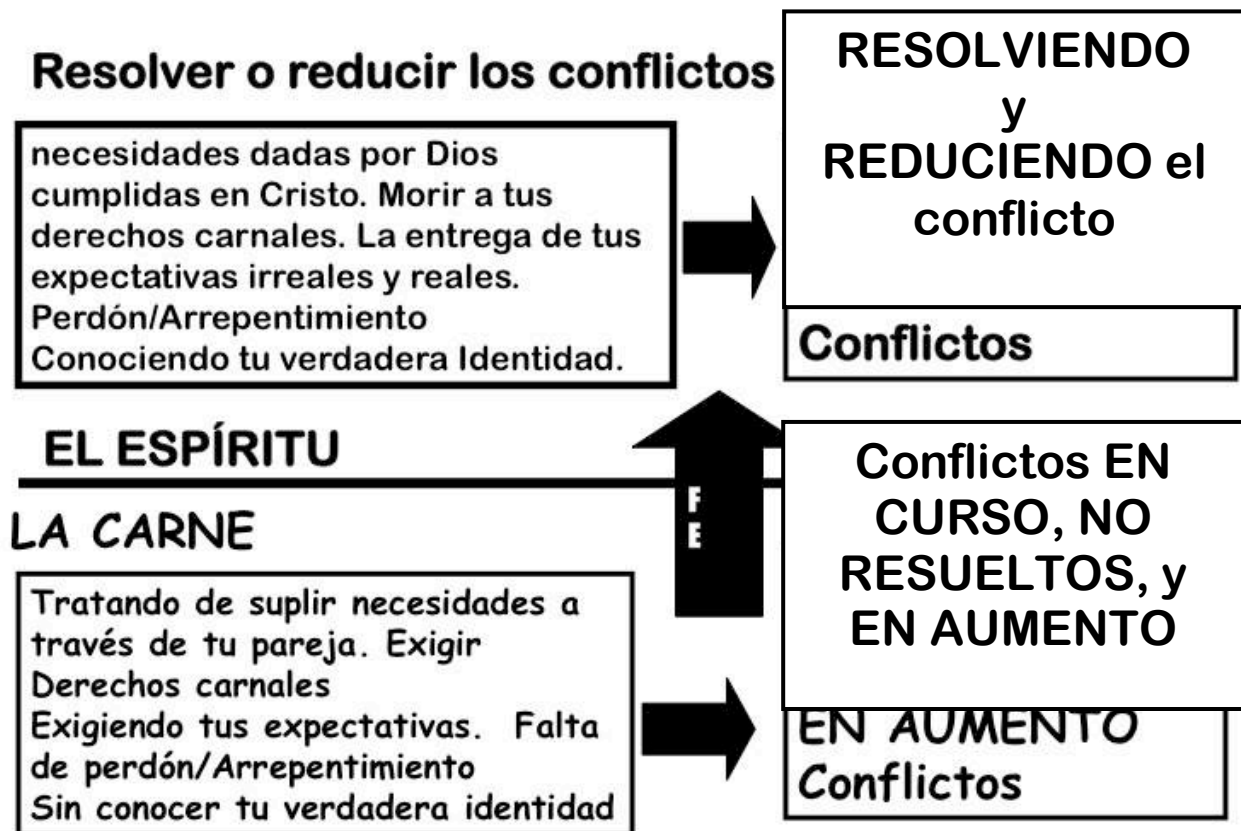 Resolver o reducir los conflictos
necesidades dadas por Dios
cumplidas en Cristo. Morir a tus
derechos carnales. La entrega de tus
expectativas irreales y reales.
Perdón/Arrepentimiento
Conociendo tu verdadera Identidad.
RESOLVIENDO
y
REDUCIENDO el
conflicto
Conflictos
EL ESPÍRITU
F
E
LA CARNE
Tratando de suplir necesidades a
través de tu pareja. Exigir
Derechos carnales
Exigiendo tus expectativas. Falta
de perdón/Arrepentimiento
Sin conocer tu verdadera identidad
Conflictos EN
CURSO, NO
RESUELTOS, y
EN AUMENTO
EN AUMENTO
Conflictos